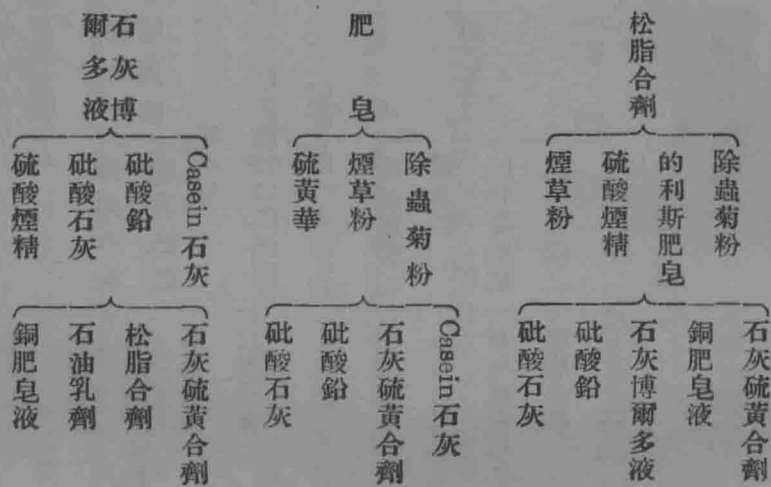 松脂合劑
除蟲菊粉
的利斯肥皂
硫酸煙精
煙草粉
石灰硫黃合劑
銅肥皂液
石灰博爾多液
砒酸鉛
砒酸石灰
肥皂
除蟲菊粉
煙草粉
硫黃華
Casein石灰
石灰硫黃合劑
砒酸鉛
砒酸石灰
石灰博
爾多液
Casein石灰
砒酸鉛
砒酸石灰
硫酸煙精
石灰硫黃合劑
松脂合劑
石油乳劑
銅肥皂液